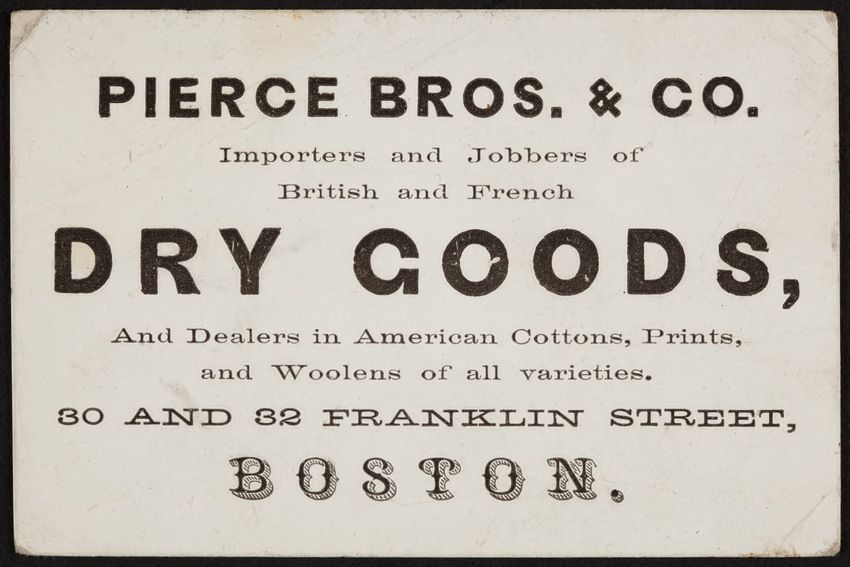 PIERCE BROS. & CO.
Importers and Jobbers of
British and French
DRY GOODS,
And Dealers in American Cottons, Prints,
and Woolens of all varieties.
30 AND 32 FRANKLIN STREET,
BOSTON.